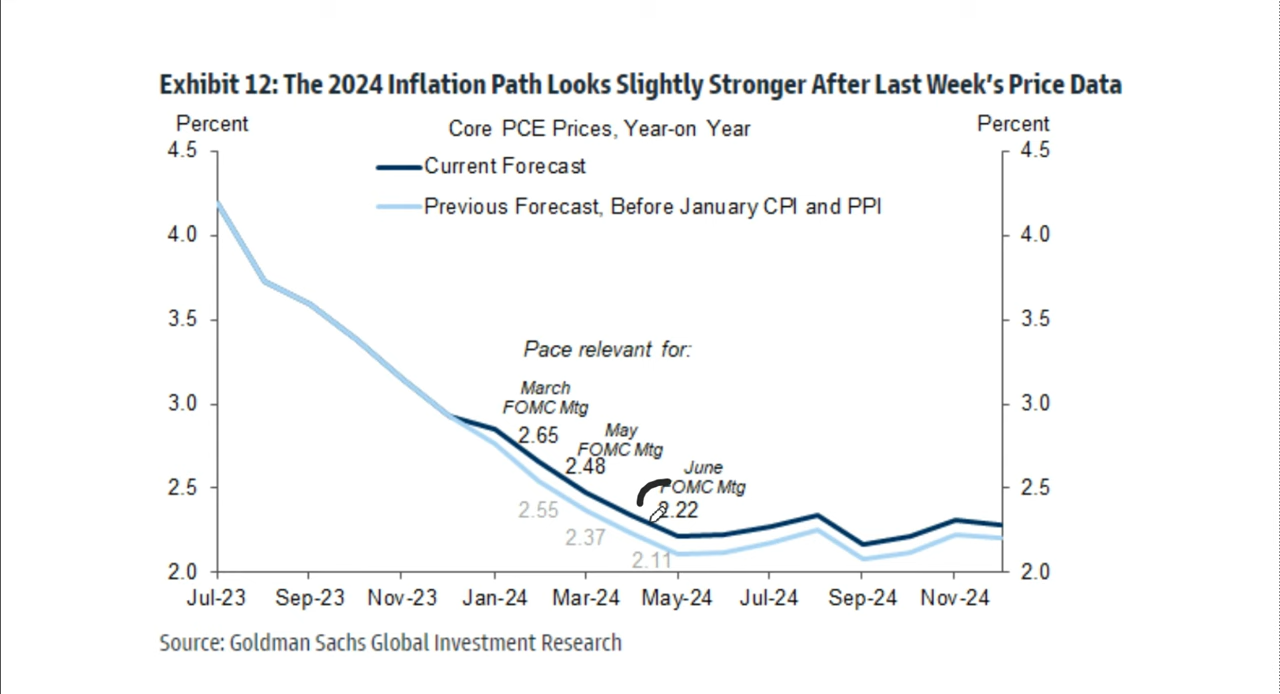 Exhibit 12: The 2024 Inflation Path Looks Slightly Stronger After Last Week's Price Data
Percent
Core PCE Prices, Year-on Year
Percent
4.5
Current Forecast
4.5
Previous Forecast, Before January CPI and PPI
4.0
4.0
3.5
3.5
Pace relevant for:
3.0
March
FOMC Mtg
3.0
2.65
May
FOMC Mtg
2.48
June
FOMC Mtg
2.5
2.22
2.5
2.55
2.37
2.11
2.0
2.0
Jul-23 Sep-23 Nov-23 Jan-24 Mar-24 May-24 Jul-24 Sep-24 Nov-24
Source: Goldman Sachs Global Investment Research